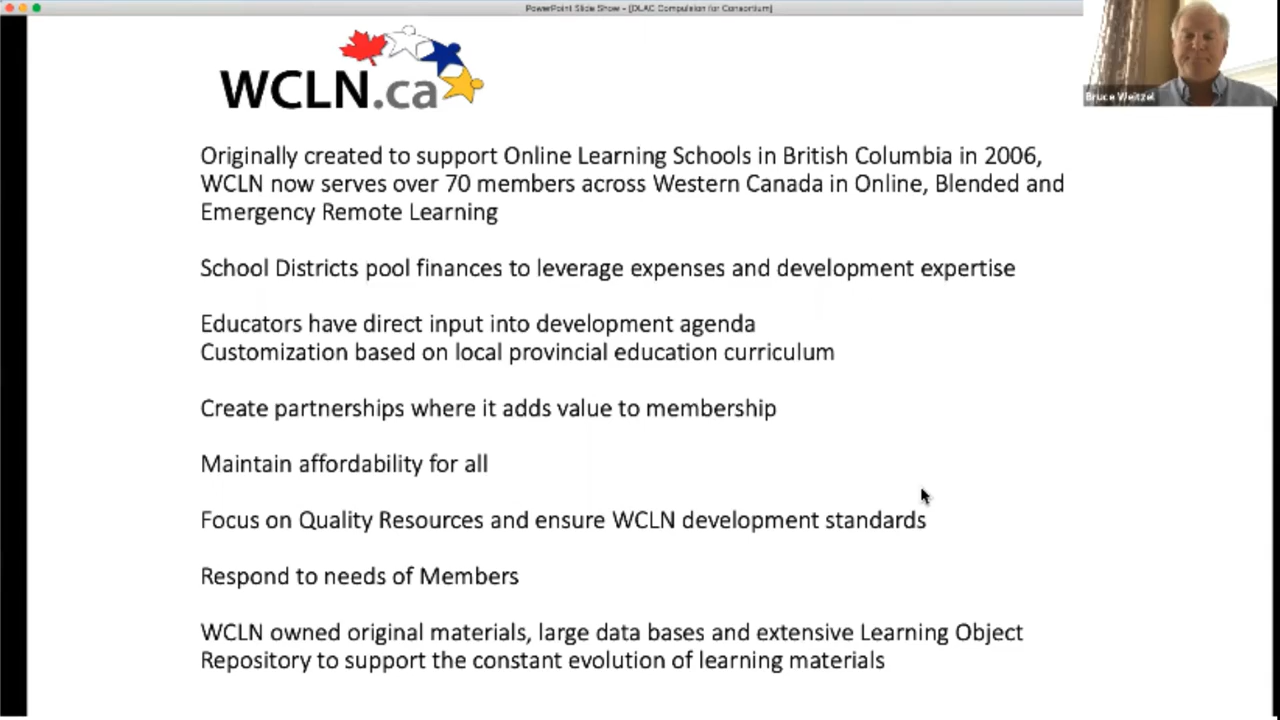 PowerPoint Slide Show - [DLAC Compulsion for Consortium]
Bruce Weitzel
WCLN.ca
Originally created to support Online Learning Schools in British Columbia in 2006,
WCLN now serves over 70 members across Western Canada in Online, Blended and
Emergency Remote Learning
School Districts pool finances to leverage expenses and development expertise
Educators have direct input into development agenda
Customization based on local provincial education curriculum
Create partnerships where it adds value to membership
Maintain affordability for all
Focus on Quality Resources and ensure WCLN development standards
Respond to needs of Members
WCLN owned original materials, large data bases and extensive Learning Object
Repository to support the constant evolution of learning materials